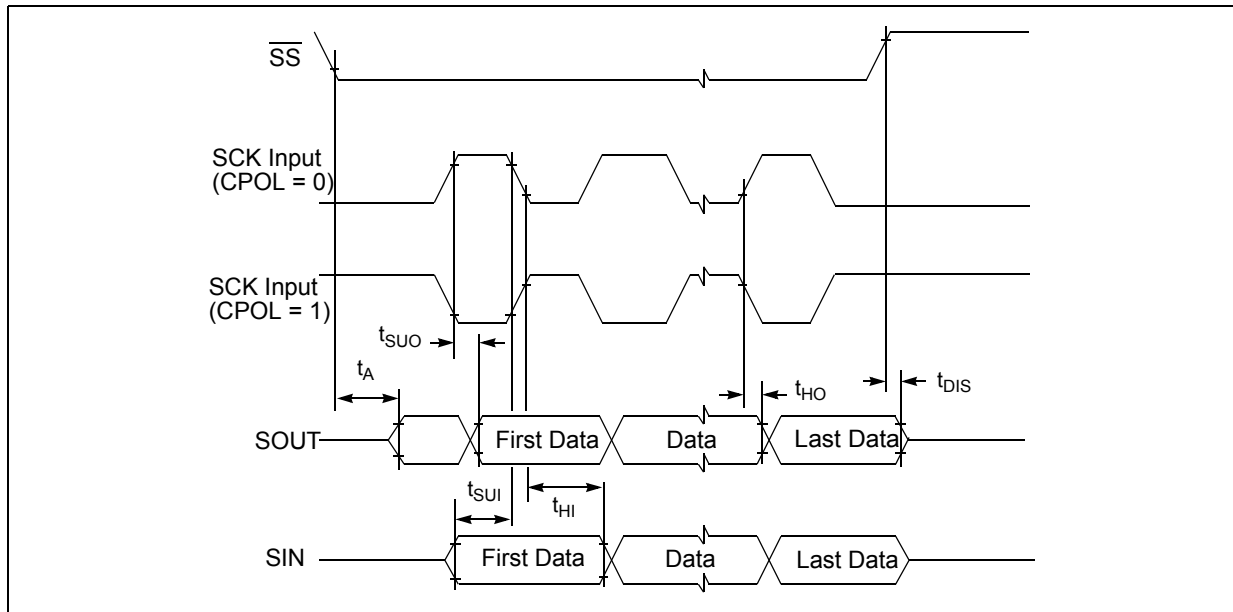 SS
SCK Input
(CPOL = 0)
SCK Input
(CPOL = 1)
tSUO
tA
tHO
tDIS
SOUT
First Data
Data
Last Data
tSUI
tHI
SIN
First Data
Data
Last Data